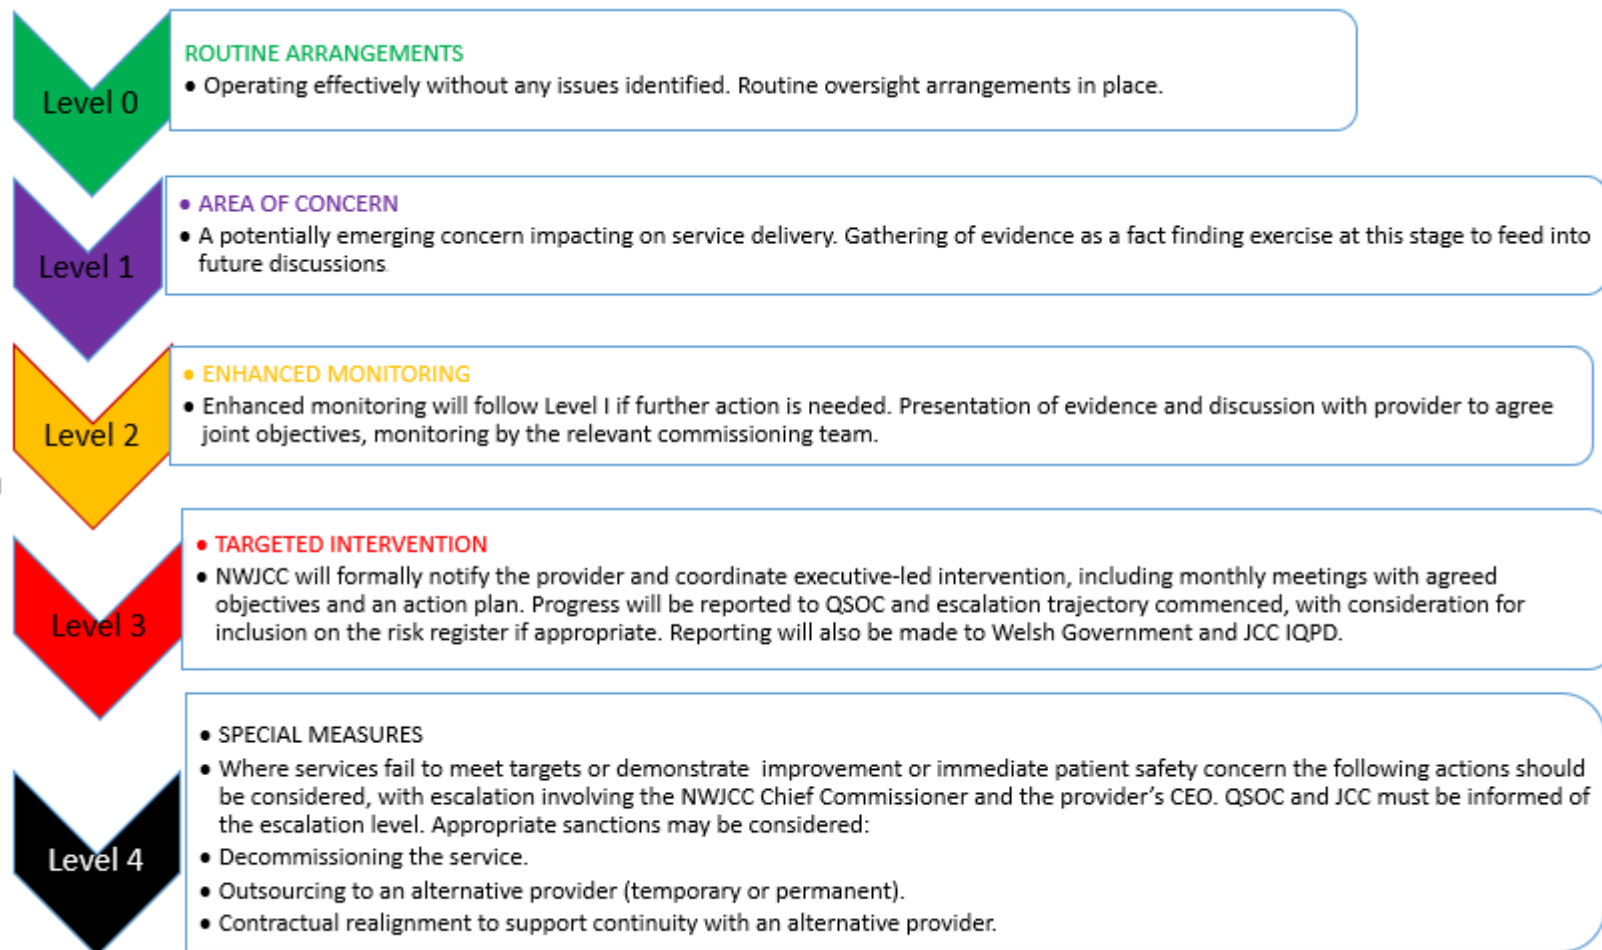 ROUTINE ARRANGEMENTS
• Operating effectively without any issues identified. Routine oversight arrangements in place.
Level 0
• AREA OF CONCERN
• A potentially emerging concern impacting on service delivery. Gathering of evidence as a fact finding exercise at this stage to feed into
future discussions.
Level 1
• ENHANCED MONITORING
• Enhanced monitoring will follow Level I if further action is needed. Presentation of evidence and discussion with provider to agree
joint objectives, monitoring by the relevant commissioning team.
Level 2
• TARGETED INTERVENTION
• NWJCC will formally notify the provider and coordinate executive-led intervention, including monthly meetings with agreed
objectives and an action plan. Progress will be reported to QSOC and escalation trajectory commenced, with consideration for
inclusion on the risk register if appropriate. Reporting will also be made to Welsh Government and JCC IQPD.
Level 3
• SPECIAL MEASURES
• Where services fail to meet targets or demonstrate  improvement or immediate patient safety concern the following actions should
be considered, with escalation involving the NWJCC Chief Commissioner and the provider’s CEO. QSOC and JCC must be informed of
the escalation level. Appropriate sanctions may be considered:
• Decommissioning the service.
• Outsourcing to an alternative provider (temporary or permanent).
• Contractual realignment to support continuity with an alternative provider.
Level 4